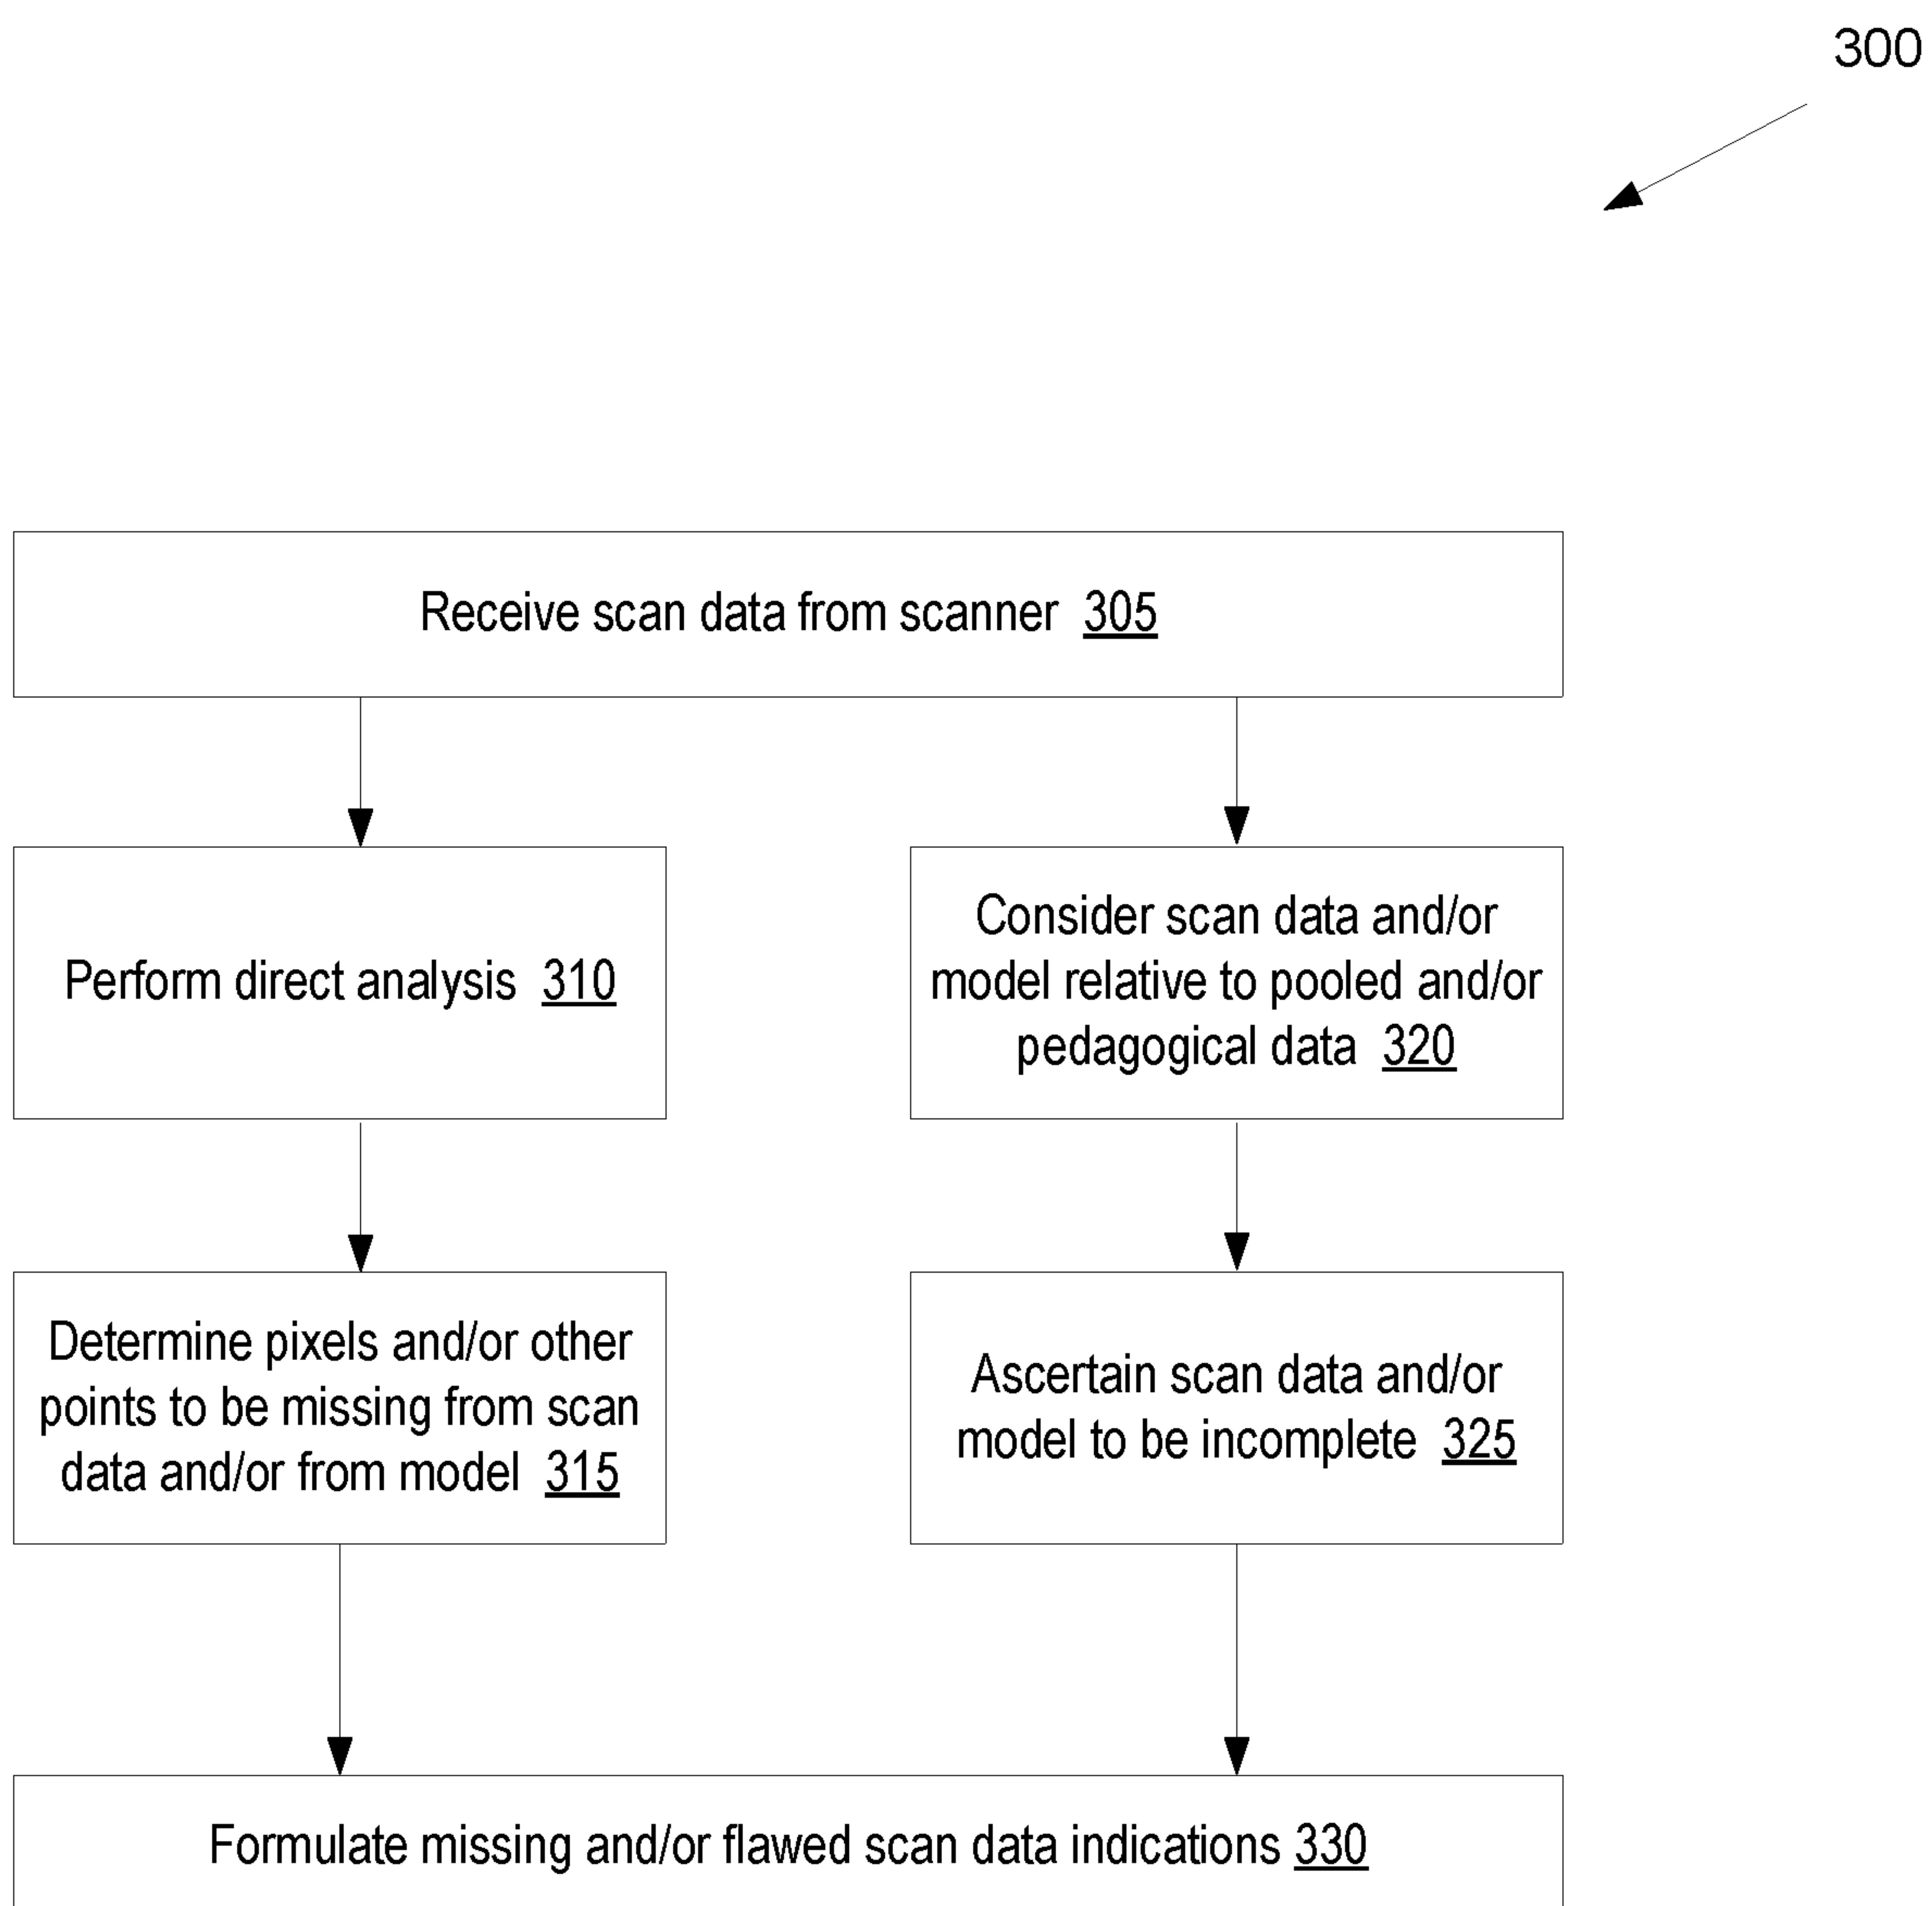 300
Receive scan data from scanner 305
Perform direct analysis 310
Consider scan data and/or
model relative to pooled and/or
pedagogical data 320
Determine pixels and/or other
points to be missing from scan
data and/or from model 315
Ascertain scan data and/or
model to be incomplete 325
Formulate missing and/or flawed scan data indications 330